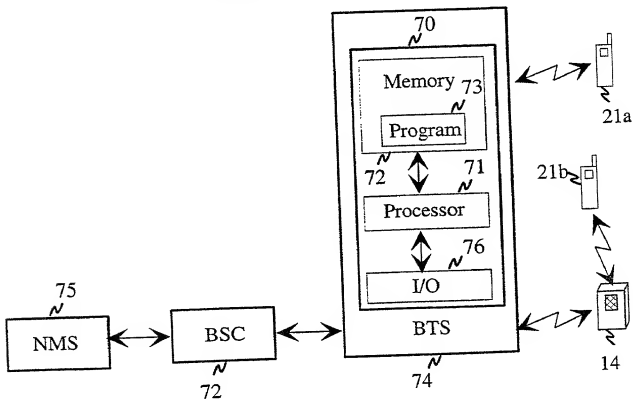 70
Memory
73
Program
72
71
Processor
76
I/O
BTS
74
75
NMS
BSC
72
21a
21b
14